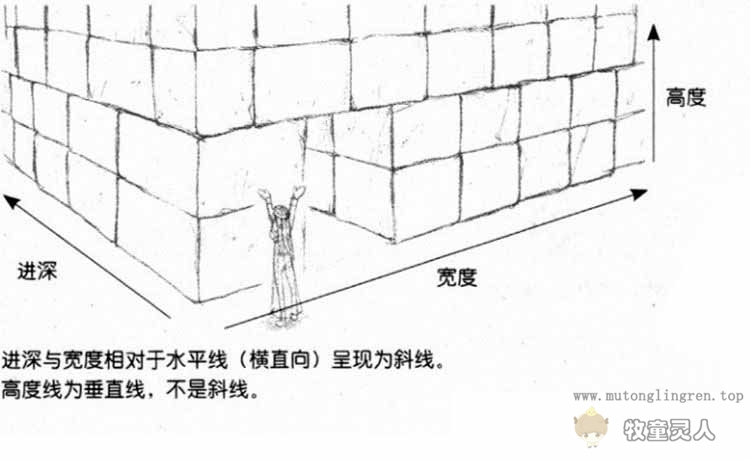 高度
进深
宽度
进深与宽度相对于水平线（横直向）呈现为斜线。
高度线为垂直线，不是斜线。
www.mutonglingren.top
牧童灵人